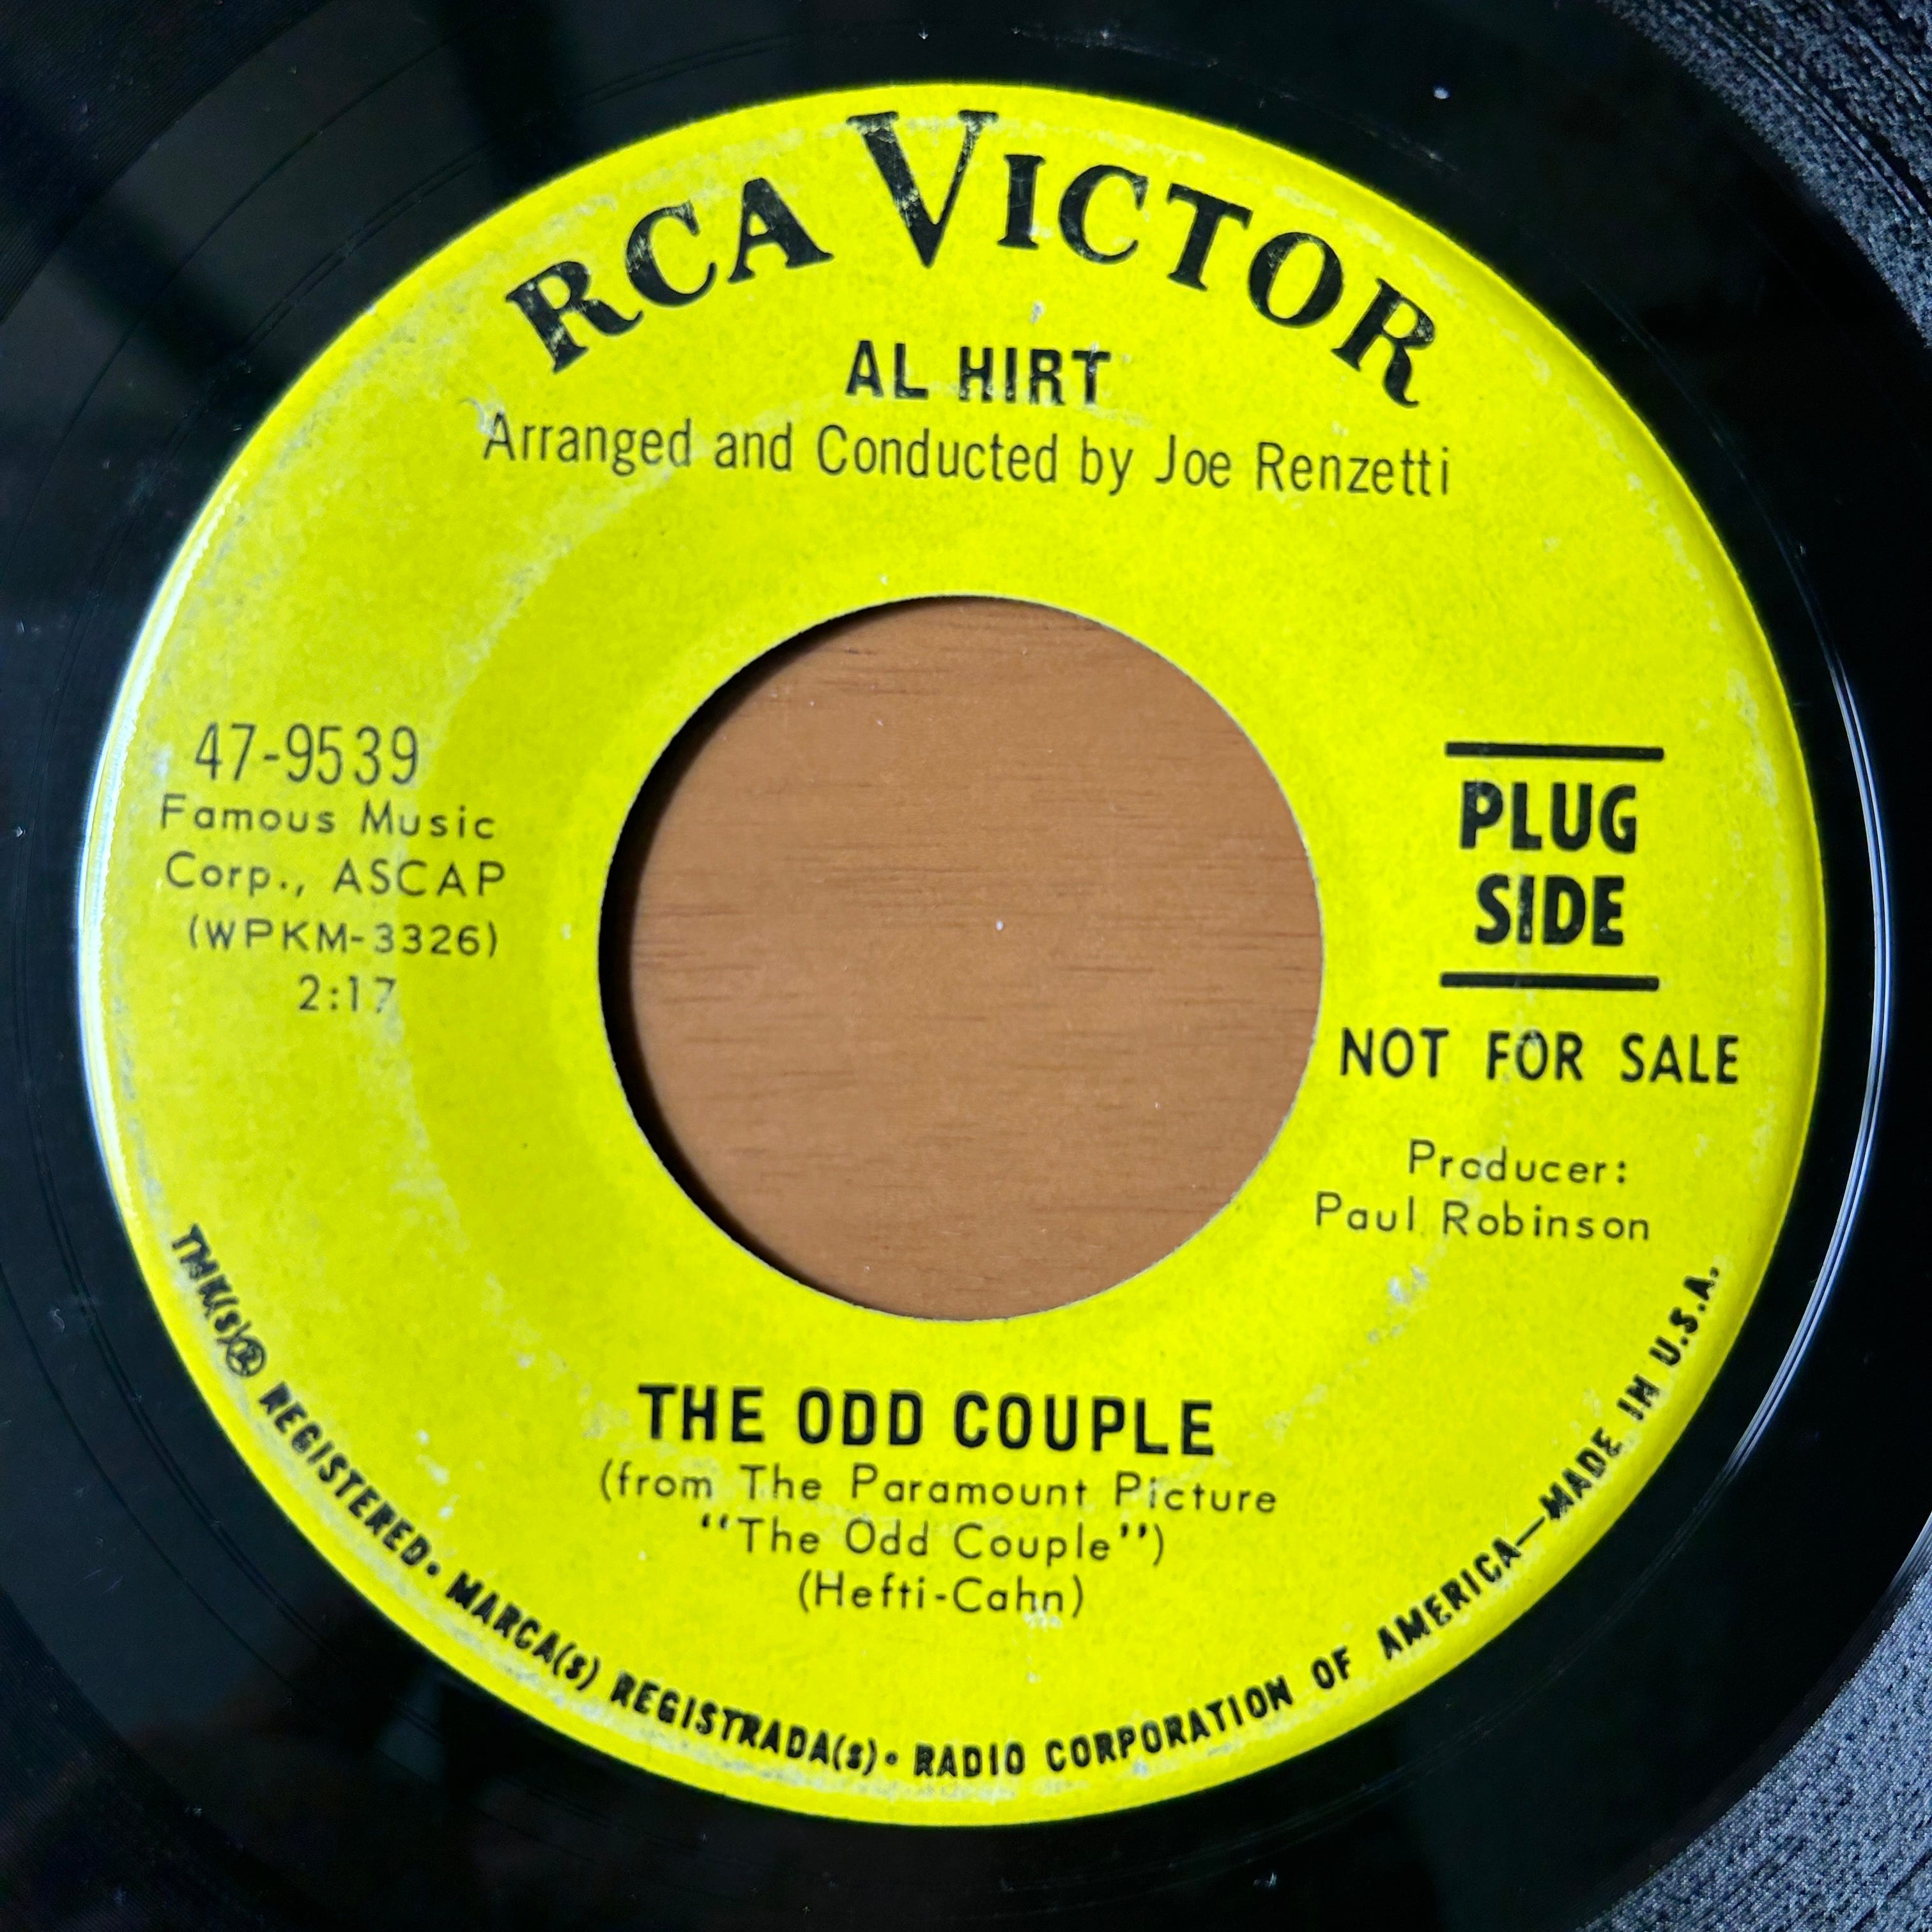 RCA VICTOR
AL HIRT
Arranged and Conducted by Joe Renzetti
47-9539
Famous Music
Corp., ASCAP
(WPKM-3326)
2:17
PLUG
SIDE
NOT FOR SALE
Producer:
Paul Robinson
THE ODD COUPLE
(from The Paramount Picture
“The Odd Couple”)
(Hefti-Cahn)
TMK(s)® REGISTERED • MARCA(s) REGISTRADA(s) • RADIO CORPORATION OF AMERICA—MADE IN U.S.A.